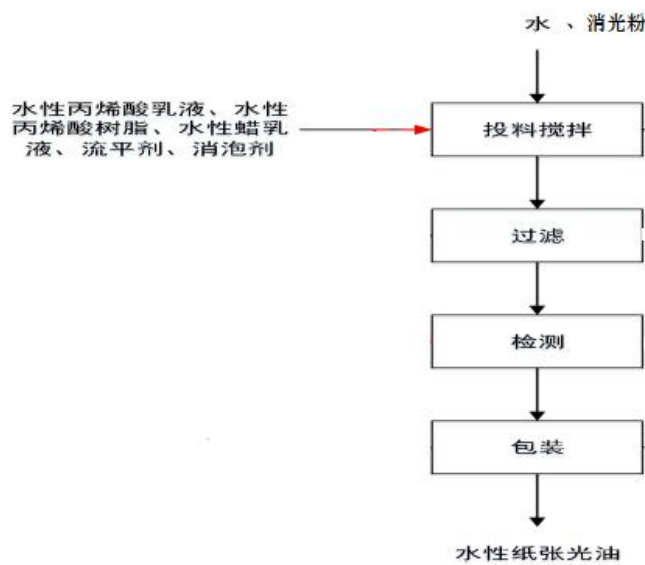 水 、消光粉
水性丙烯酸乳液、水性
丙烯酸树脂、水性蜡乳
液、流平剂、消泡剂
投料搅拌
过滤
检测
包装
水性纸张光油